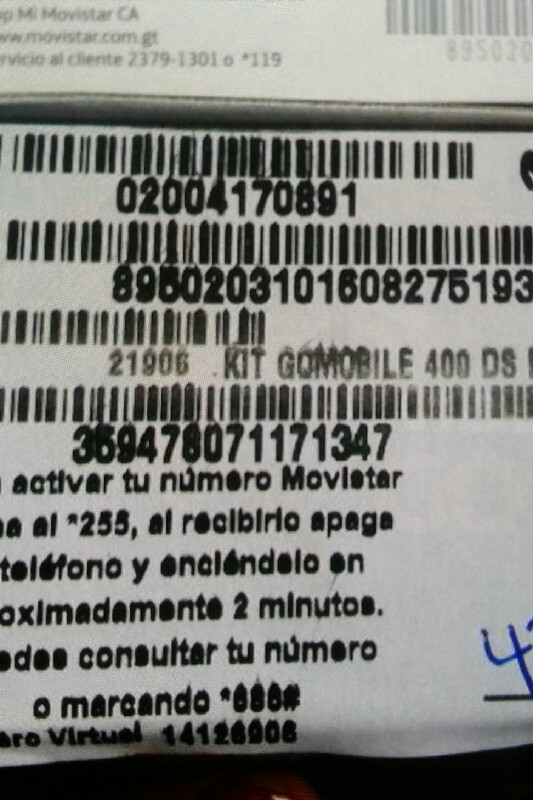 pp Mi Movistar CA
www.movistar.com.gt
rvicio al cliente 2379-1301 o *119
895020
02004170891
8950203101608275193
21906 KIT GOMOBILE 400 DS
359478071171347
activar tu número Movistar
al *255, al recibirlo apaga
teléfono y enciéndelo en
oximadamente 2 minutos.
edes consultar tu número
o marcando *888#
ero Virtual 14126906
4